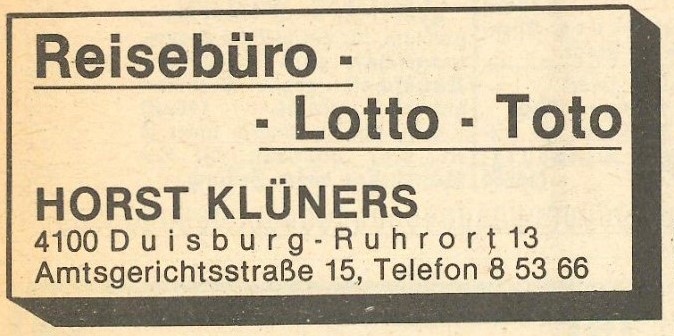 Reisebüro -
- Lotto - Toto
HORST KLÜNERS
4100 Duisburg-Ruhrort 13
Amtsgerichtsstraße 15, Telefon 8 53 66